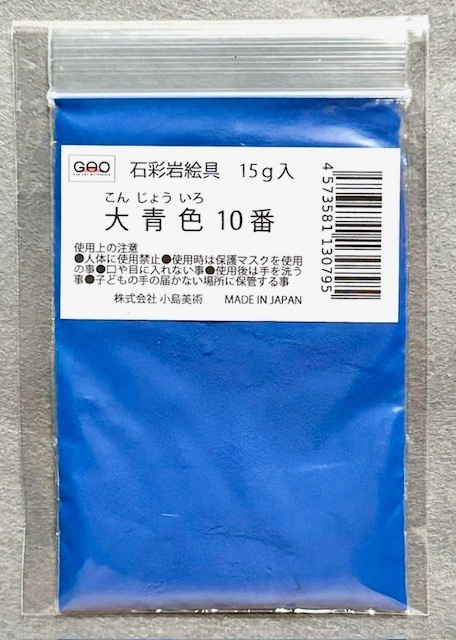 GAO 石彩岩絵具 15g入
こん じょう いろ
大青色 10番
使用上の注意
●人体に使用禁止●使用時は保護マスクを使用
の事●口や目に入れない事●使用後は手を洗う
事●子どもの手の届かない場所に保管する事
株式会社 小島美術 MADE IN JAPAN
4 573581 130795